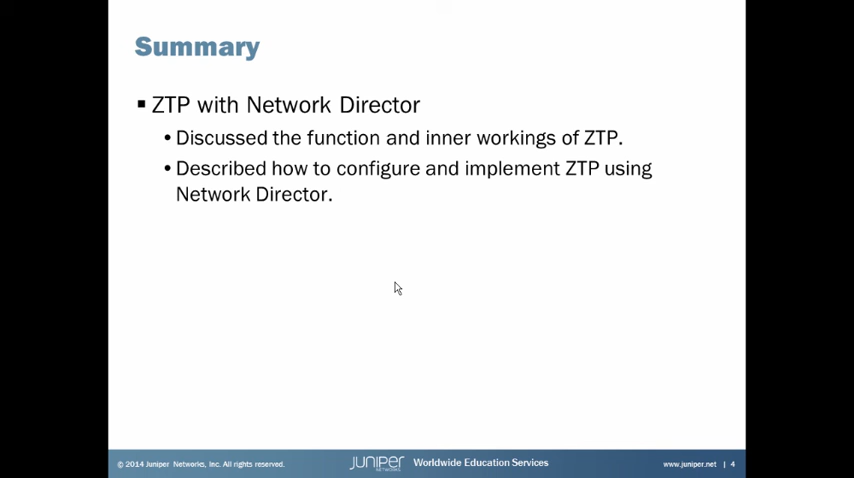 Summary
ZTP with Network Director
• Discussed the function and inner workings of ZTP.
• Described how to configure and implement ZTP using
Network Director.
© 2014 Juniper Networks, Inc. All rights reserved.
JUNIPER
NETWORKS
Worldwide Education Services
www.juniper.net | 4